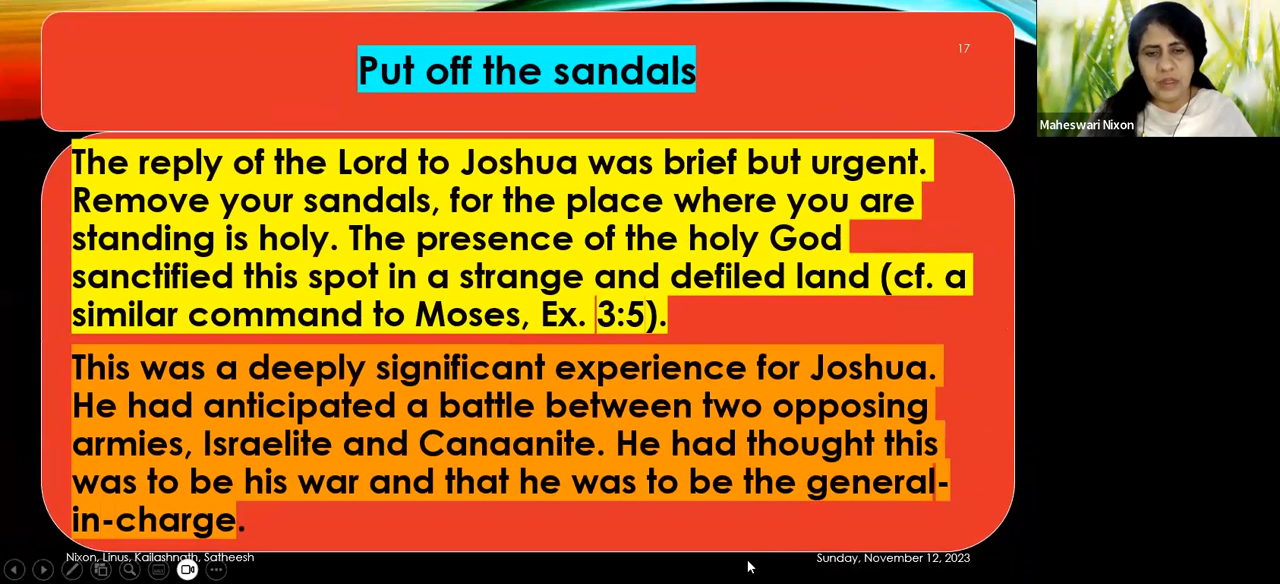 Put off the sandals
17
Maheswari Nixon
The reply of the Lord to Joshua was brief but urgent.
Remove your sandals, for the place where you are
standing is holy. The presence of the holy God
sanctified this spot in a strange and defiled land (cf. a
similar command to Moses, Ex. 3:5).
This was a deeply significant experience for Joshua.
He had anticipated a battle between two opposing
armies, Israelite and Canaanite. He had thought this
was to be his war and that he was to be the general-
in-charge.
Nixon, Linus, Kailashnath, Satheesh
Sunday, November 12, 2023